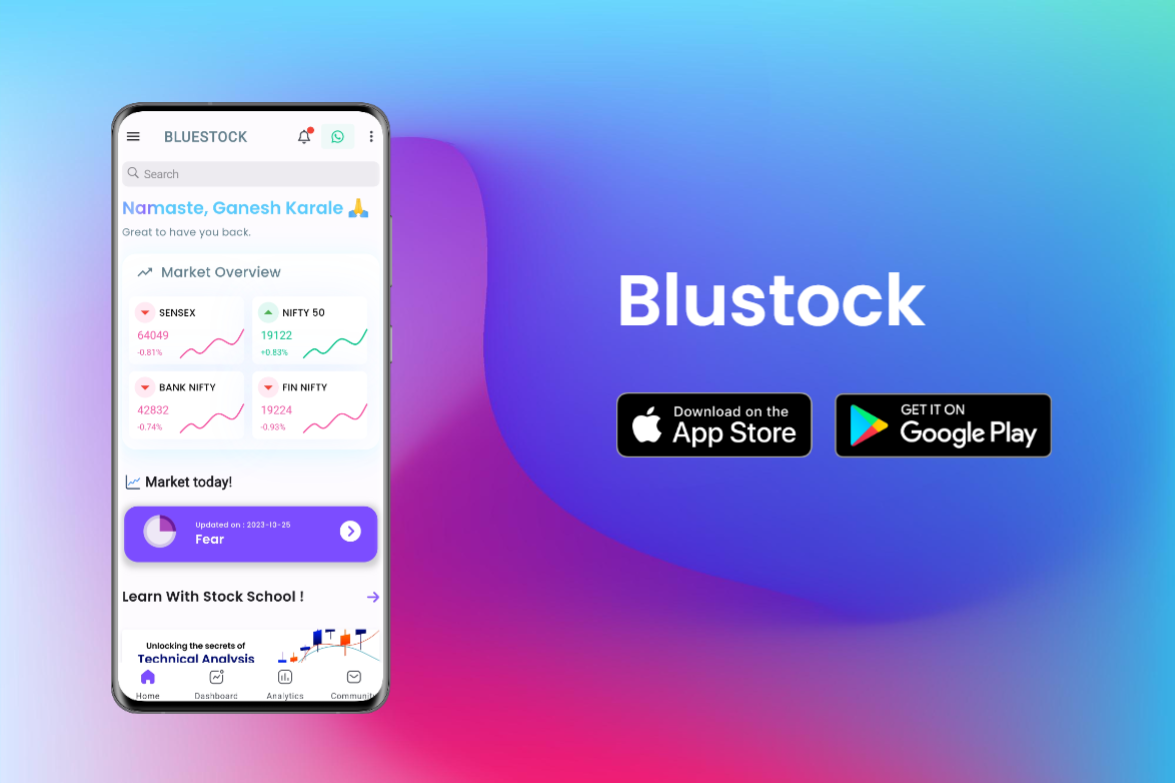 BLUESTOCK
Search
Namaste, Ganesh Karale 🙏
Great to have you back.
Market Overview
SENSEX
64049
-0.81%
NIFTY 50
19122
+0.83%
BANK NIFTY
42832
-0.74%
FIN NIFTY
19224
-0.93%
Market today!
Updated on : 2023-10-25
Fear
Learn With Stock School !
Unlocking the secrets of
Technical Analysis
Home
Dashboard
Analytics
Community
Blustock
Download on the
App Store
GET IT ON
Google Play